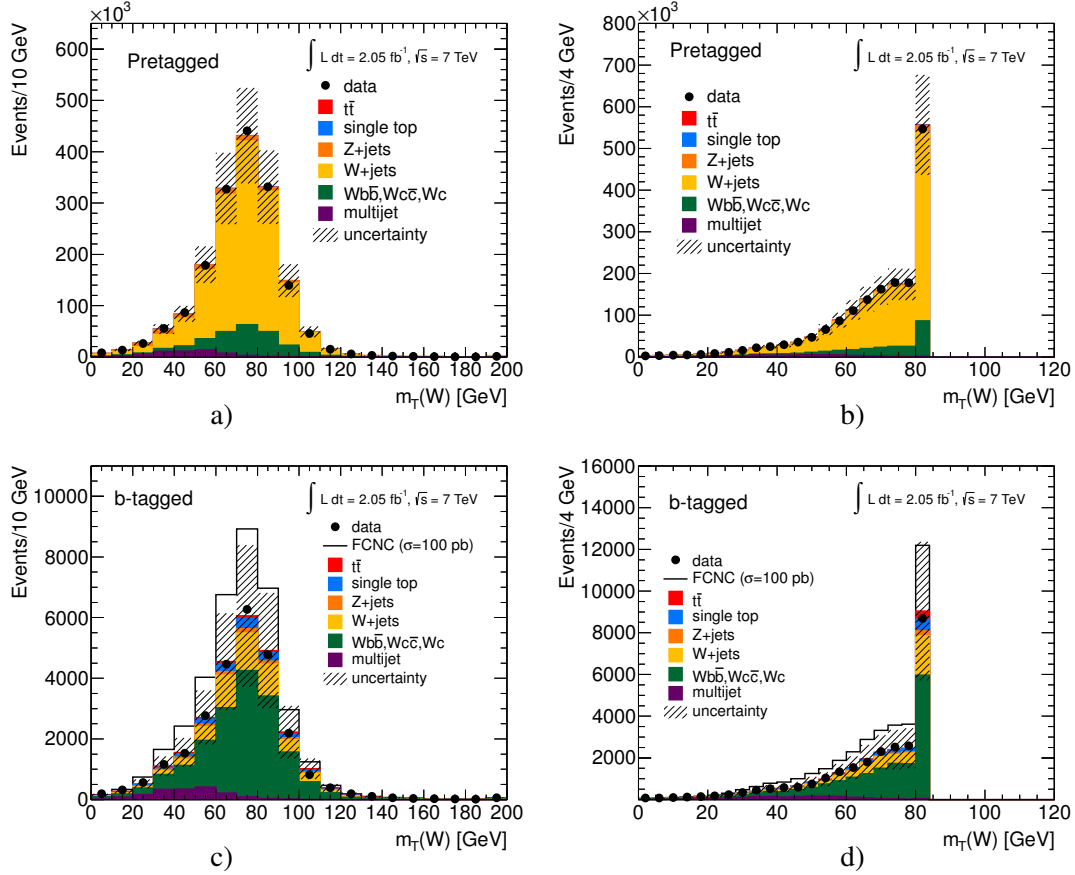 ×10³
Events/10 GeV
600
500
400
300
200
100
0
Pretagged
∫ L dt = 2.05 fb⁻¹, √s = 7 TeV
data
tt̄
single top
Z+jets
W+jets
Wbb̄,Wcc̄,Wc
multijet
uncertainty
0 20 40 60 80 100 120 140 160 180 200
m_T(W) [GeV]
a)
×10³
Events/4 GeV
800
700
600
500
400
300
200
100
0
Pretagged
∫ L dt = 2.05 fb⁻¹, √s = 7 TeV
data
tt̄
single top
Z+jets
W+jets
Wbb̄,Wcc̄,Wc
multijet
uncertainty
0 20 40 60 80 100 120
m_T(W) [GeV]
b)
Events/10 GeV
10000
8000
6000
4000
2000
0
b-tagged
∫ L dt = 2.05 fb⁻¹, √s = 7 TeV
data
FCNC (σ=100 pb)
tt̄
single top
Z+jets
W+jets
Wbb̄,Wcc̄,Wc
multijet
uncertainty
0 20 40 60 80 100 120 140 160 180 200
m_T(W) [GeV]
c)
Events/4 GeV
16000
14000
12000
10000
8000
6000
4000
2000
0
b-tagged
∫ L dt = 2.05 fb⁻¹, √s = 7 TeV
data
FCNC (σ=100 pb)
tt̄
single top
Z+jets
W+jets
Wbb̄,Wcc̄,Wc
multijet
uncertainty
0 20 40 60 80 100 120
m_T(W) [GeV]
d)